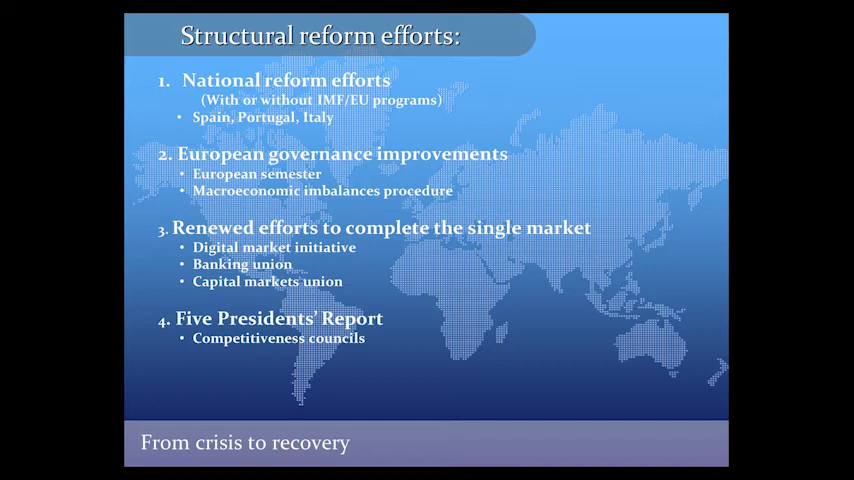 Structural reform efforts:
1. National reform efforts
(With or without IMF/EU programs)
• Spain, Portugal, Italy
2. European governance improvements
• European semester
• Macroeconomic imbalances procedure
3. Renewed efforts to complete the single market
• Digital market initiative
• Banking union
• Capital markets union
4. Five Presidents’ Report
• Competitiveness councils
From crisis to recovery